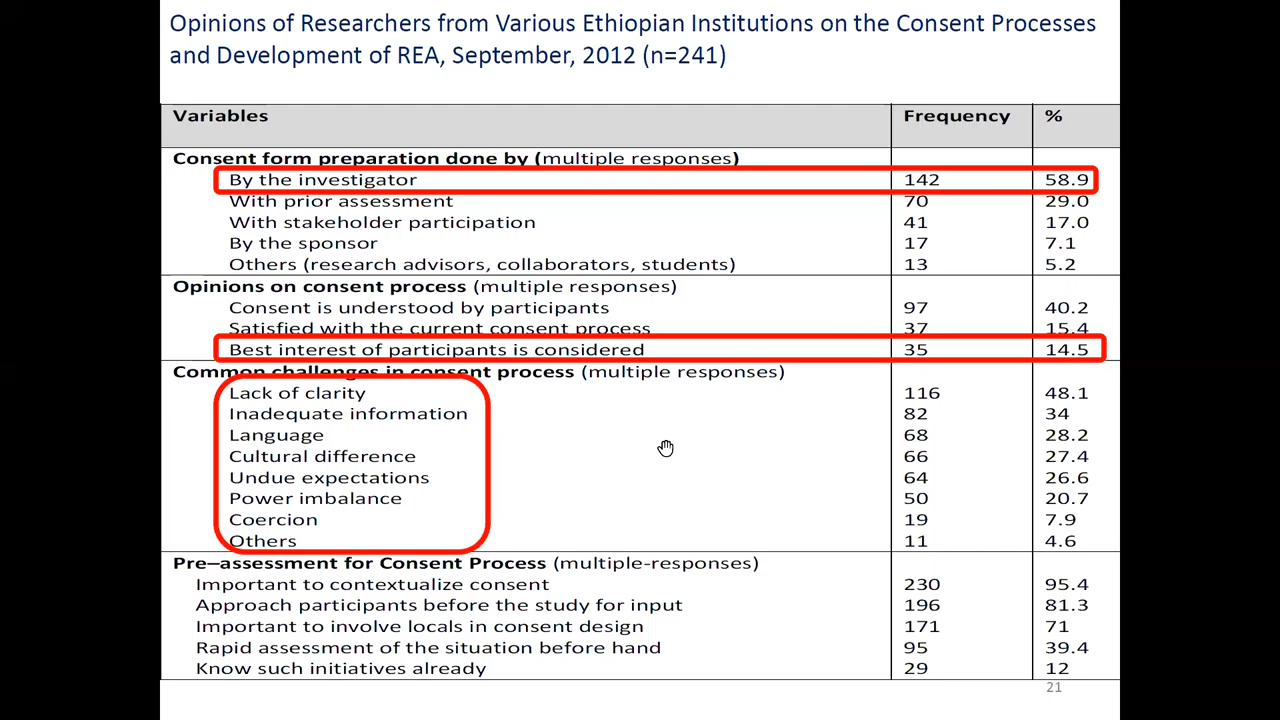 Opinions of Researchers from Various Ethiopian Institutions on the Consent Processes
and Development of REA, September, 2012 (n=241)
Variables Frequency %
Consent form preparation done by (multiple responses)
By the investigator 142 58.9
With prior assessment 70 29.0
With stakeholder participation 41 17.0
By the sponsor 17 7.1
Others (research advisors, collaborators, students) 13 5.2
Opinions on consent process (multiple responses)
Consent is understood by participants 97 40.2
Satisfied with the current consent process 37 15.4
Best interest of participants is considered 35 14.5
Common challenges in consent process (multiple responses)
Lack of clarity 116 48.1
Inadequate information 82 34
Language 68 28.2
Cultural difference 66 27.4
Undue expectations 64 26.6
Power imbalance 50 20.7
Coercion 19 7.9
Others 11 4.6
Pre–assessment for Consent Process (multiple-responses)
Important to contextualize consent 230 95.4
Approach participants before the study for input 196 81.3
Important to involve locals in consent design 171 71
Rapid assessment of the situation before hand 95 39.4
Know such initiatives already 29 12
21